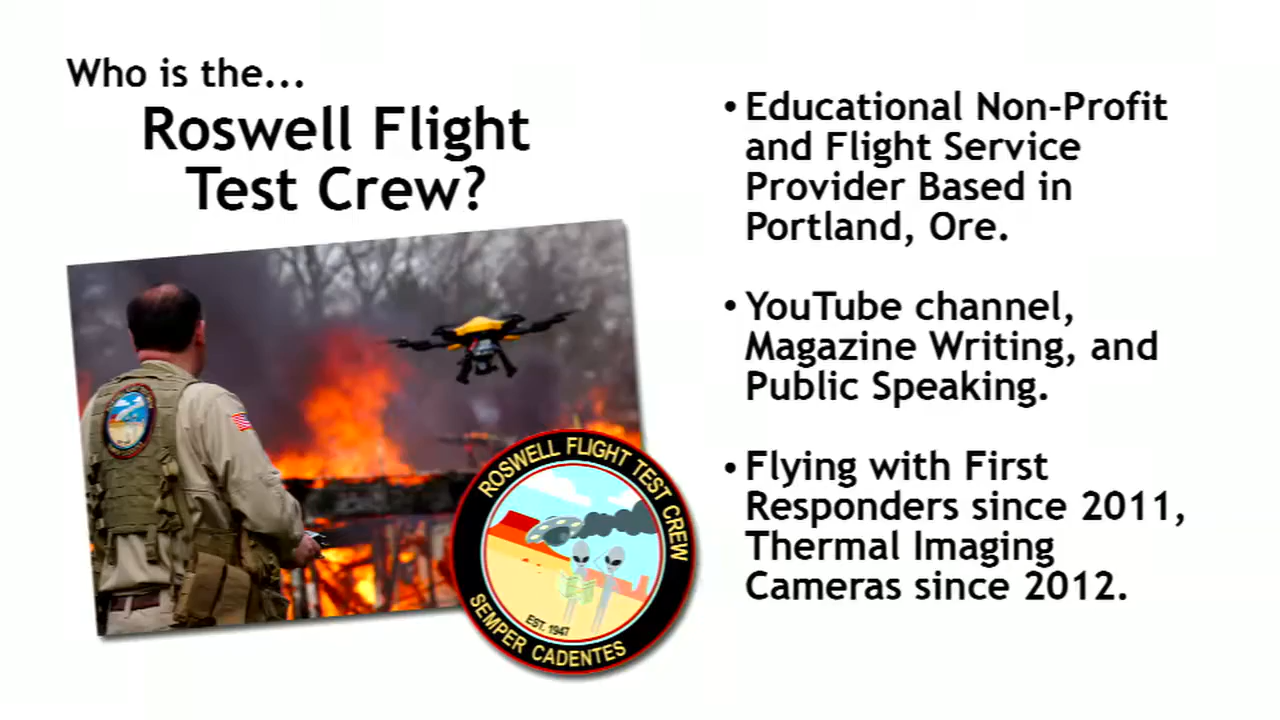 Who is the...
Roswell Flight
Test Crew?
• Educational Non-Profit
and Flight Service
Provider Based in
Portland, Ore.
• YouTube channel,
Magazine Writing, and
Public Speaking.
• Flying with First
Responders since 2011,
Thermal Imaging
Cameras since 2012.
ROSWELL FLIGHT TEST CREW
EST. 1947
SEMPER CADENTES